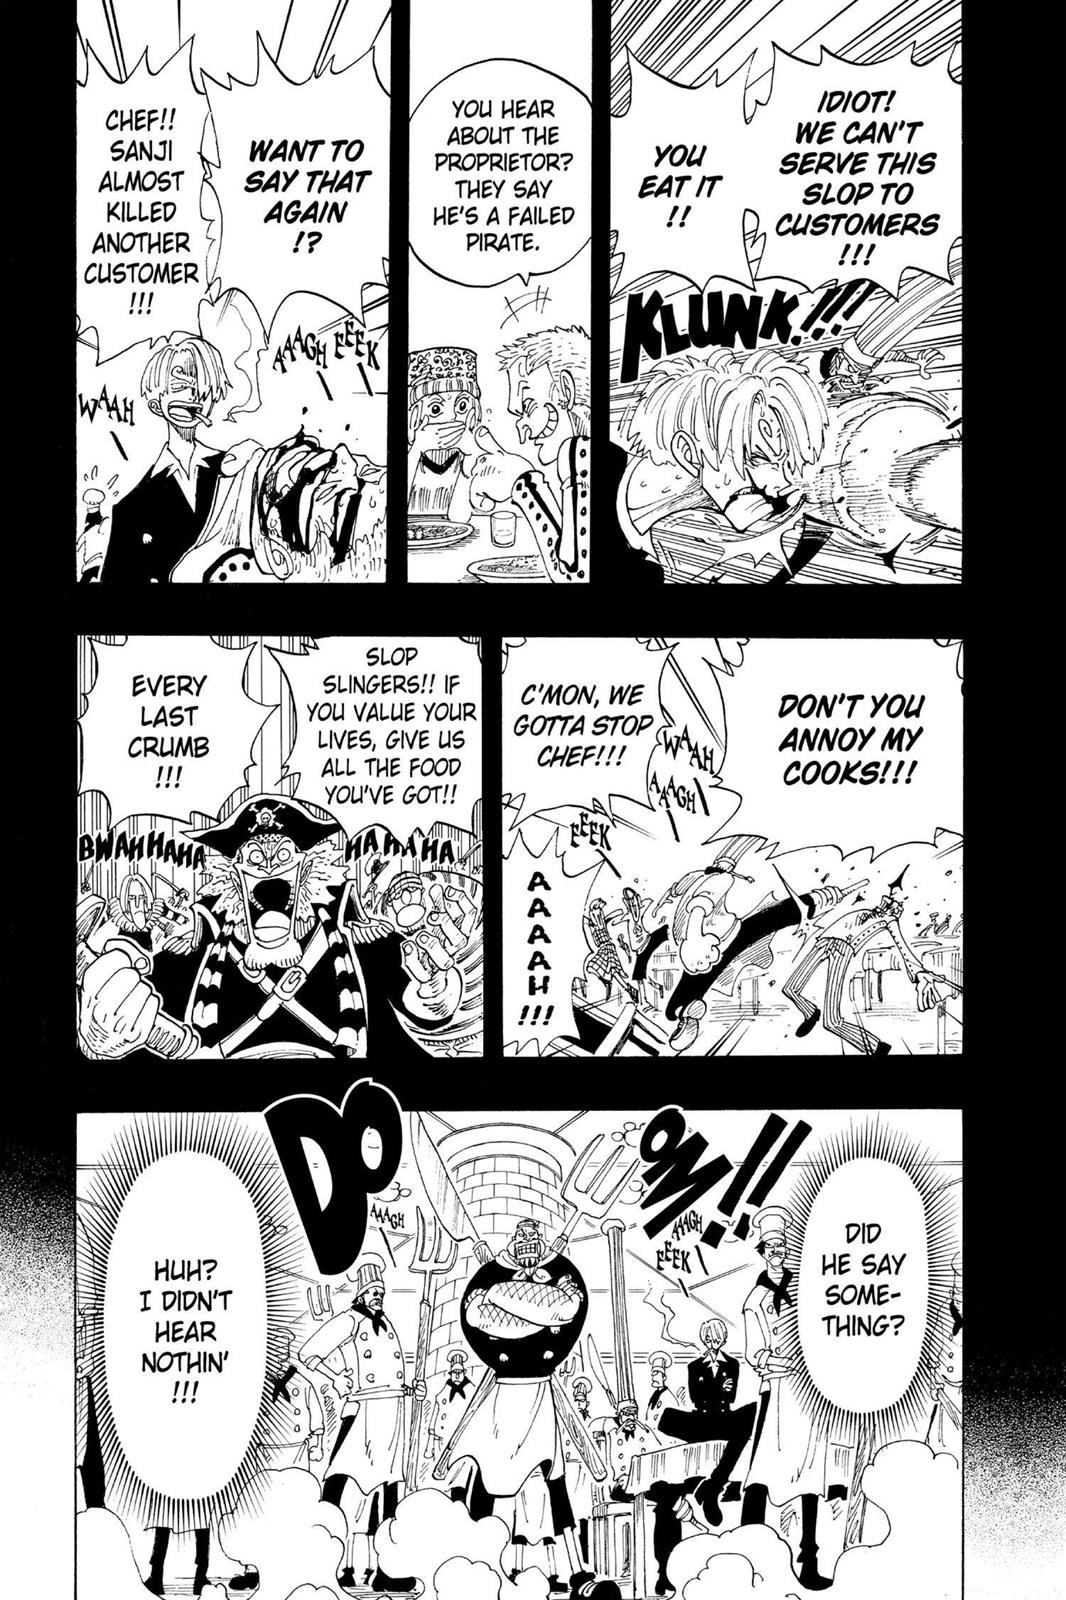 IDIOT!
WE CAN'T
SERVE THIS
SLOP TO
CUSTOMERS
!!!
YOU
EAT IT
!!
KLUNK!!!
YOU HEAR
ABOUT THE
PROPRIETOR?
THEY SAY
HE'S A FAILED
PIRATE.
WANT TO
SAY THAT
AGAIN
!?
CHEF!!
SANJI
ALMOST
KILLED
ANOTHER
CUSTOMER
!!!
AAAGH
EEEK
WAAH
DON'T YOU
ANNOY MY
COOKS!!!
C'MON, WE
GOTTA STOP
CHEF!!!
WAAH
AAAGH
EEEK
AAAAH!!!
SLOP
SLINGERS!! IF
YOU VALUE YOUR
LIVES, GIVE US
ALL THE FOOD
YOU'VE GOT!!
EVERY
LAST
CRUMB
!!!
BWAHHAHA
HAHAHA
DOOM!!
DID
HE SAY
SOME-
THING?
AAAGH
EEEK
AAAGH
HUH?
I DIDN'T
HEAR
NOTHIN'
!!!